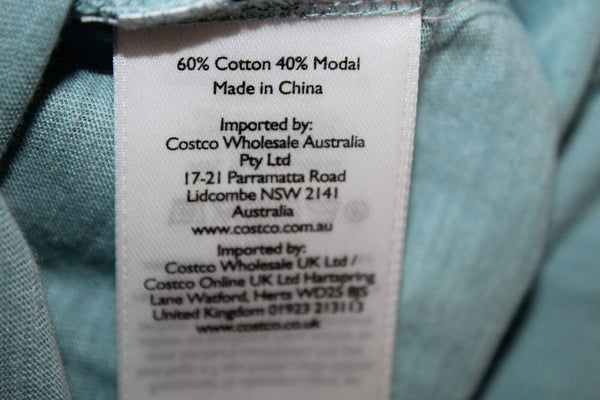 60% Cotton 40% Modal
Made in China
Imported by:
Costco Wholesale Australia
Pty Ltd
17-21 Parramatta Road
Lidcombe NSW 2141
Australia
www.costco.com.au
Imported by:
Costco Wholesale UK Ltd /
Costco Online UK Ltd Hartspring
Lane Watford, Herts WD25 8JS
United Kingdom 01923 213113
www.costco.co.uk